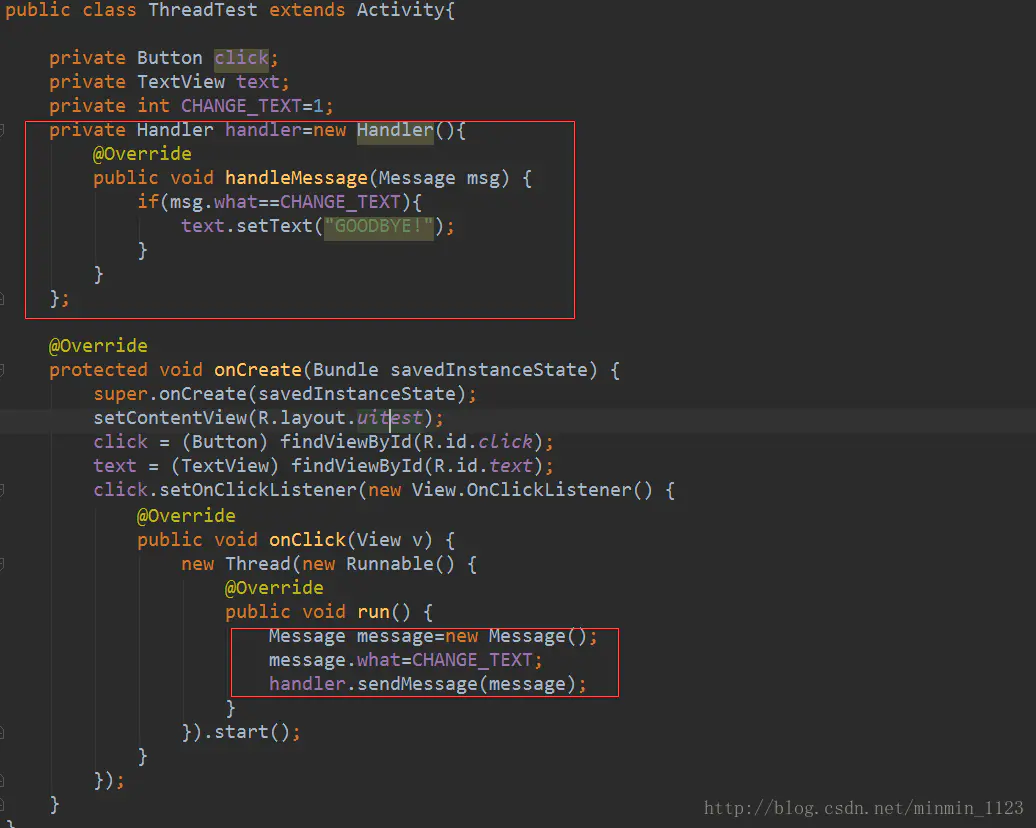 public class ThreadTest extends Activity{
private Button click;
private TextView text;
private int CHANGE_TEXT=1;
private Handler handler=new Handler(){
@Override
public void handleMessage(Message msg) {
if(msg.what==CHANGE_TEXT){
text.setText("GOODBYE!");
}
}
};
@Override
protected void onCreate(Bundle savedInstanceState) {
super.onCreate(savedInstanceState);
setContentView(R.layout.uitest);
click = (Button) findViewById(R.id.click);
text = (TextView) findViewById(R.id.text);
click.setOnClickListener(new View.OnClickListener() {
@Override
public void onClick(View v) {
new Thread(new Runnable() {
@Override
public void run() {
Message message=new Message();
message.what=CHANGE_TEXT;
handler.sendMessage(message);
}
}).start();
}
});
}
http://blog.csdn.net/minmin_1123
}